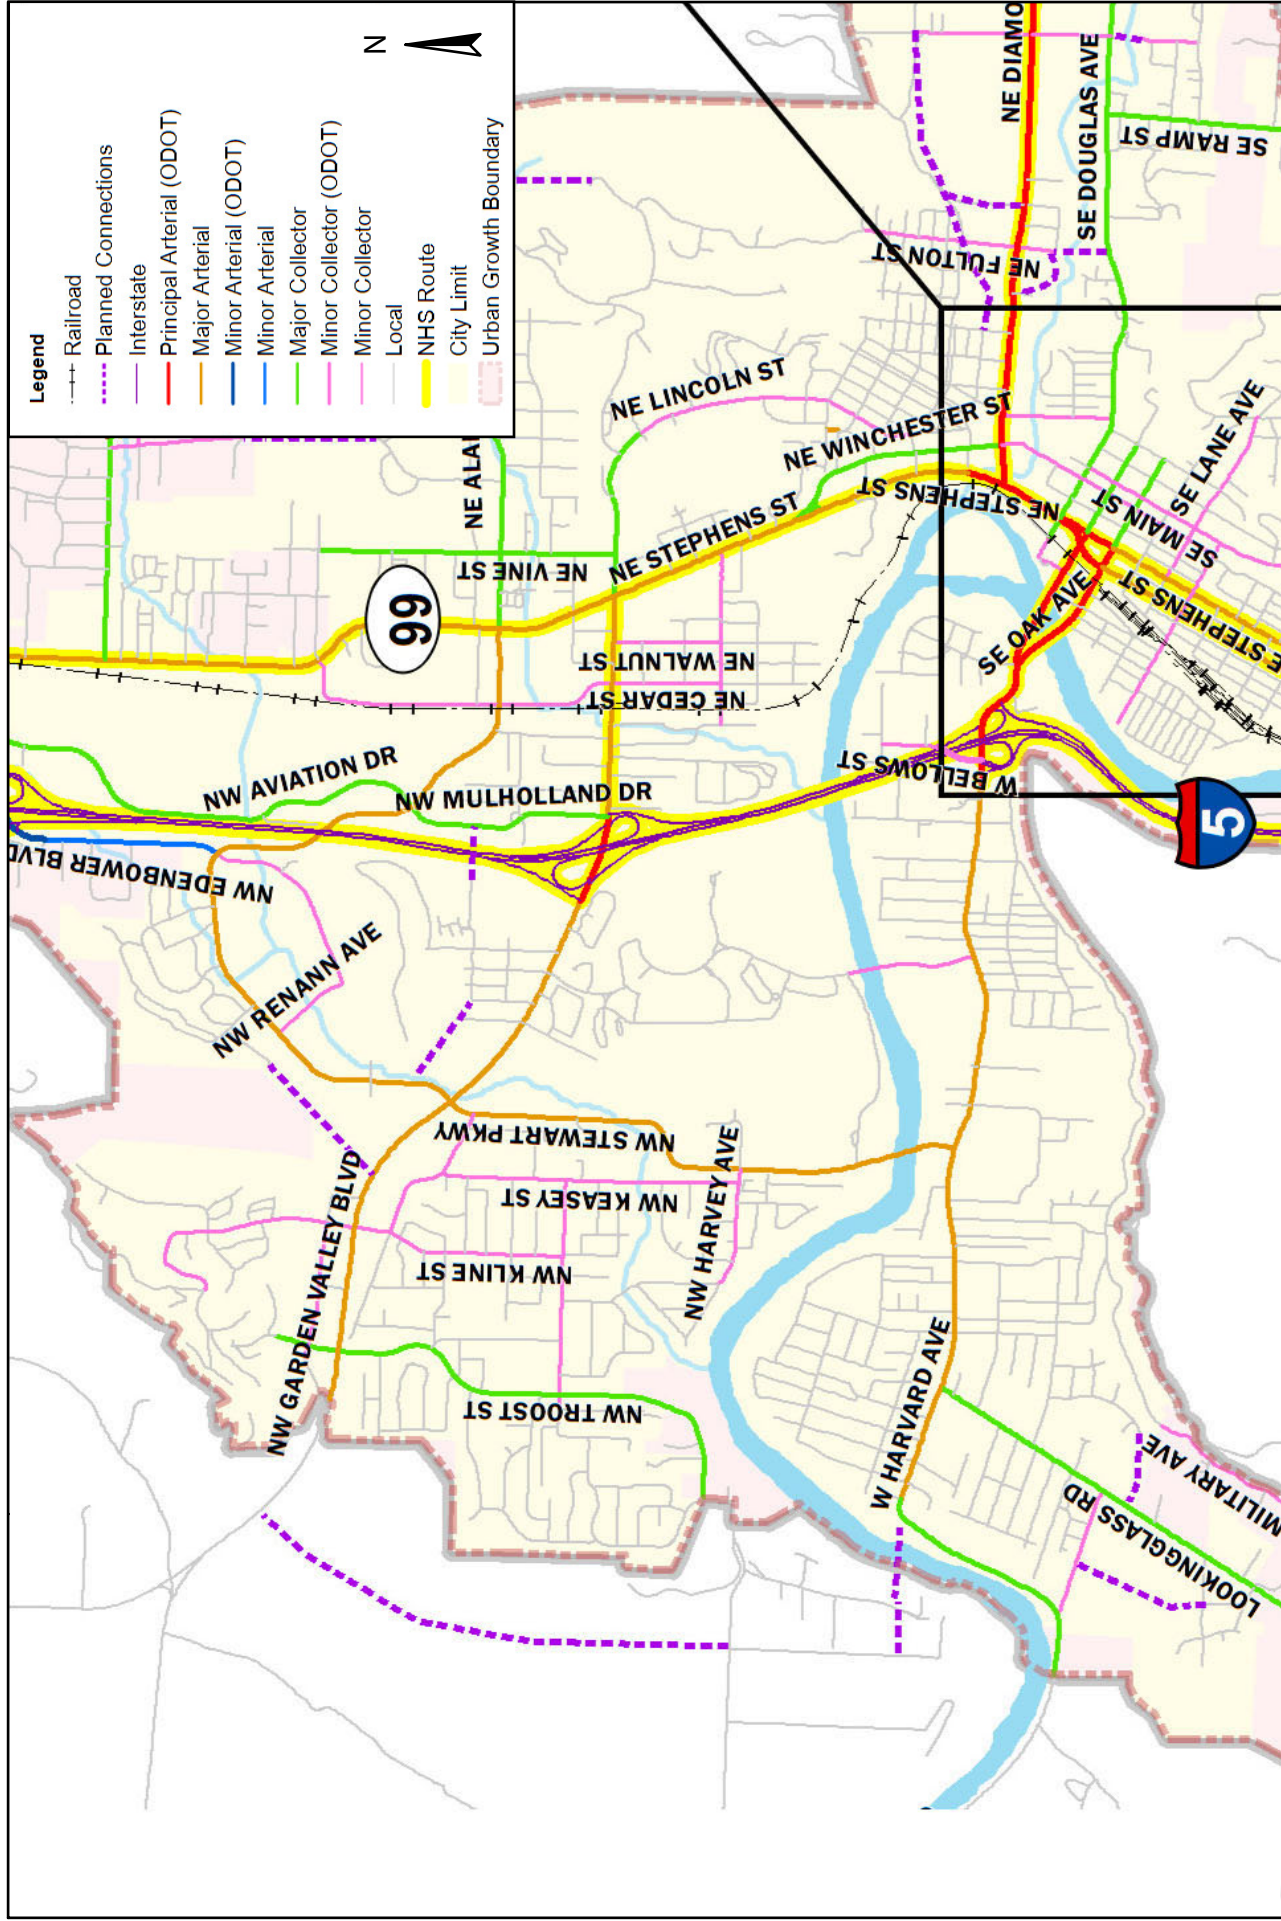 Legend
Railroad
Planned Connections
Interstate
Principal Arterial (ODOT)
Major Arterial
Minor Arterial (ODOT)
Minor Arterial
Major Collector
Minor Collector (ODOT)
Minor Collector
Local
NHS Route
City Limit
Urban Growth Boundary
N
NE DIAMO
SE DOUGLAS AVE
SE RAMP ST
NE FULTON ST
NE LINCOLN ST
NE WINCHESTER ST
NE STEPHENS ST
NE STEPHENS ST
SE LANE AVE
SE MAIN ST
E STEPHENS ST
SE OAK AVE
NE ALA
NE VINE ST
99
NE WALNUT ST
NE CEDAR ST
NW AVIATION DR
NW MULHOLLAND DR
W BELLOWS ST
5
NW EDENBOWER BLVD
NW RENANN AVE
NW STEWART PKWY
NW KEASEY ST
NW HARVEY AVE
NW KLINE ST
NW GARDEN VALLEY BLVD
NW TROOST ST
W HARVARD AVE
LOOKINGGLASS RD
MILITARY AVE